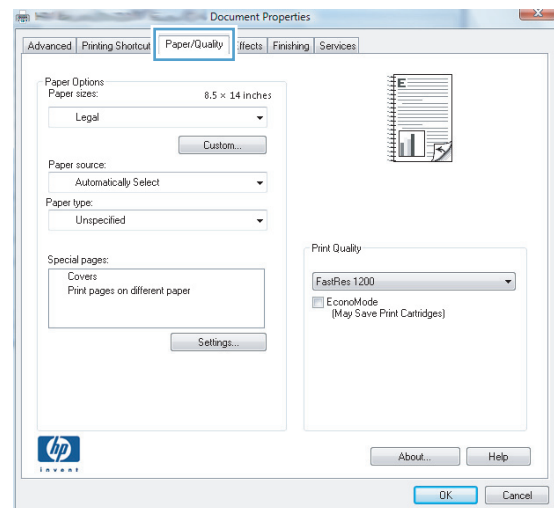 Document Properties
Advanced
Printing Shortcut
Paper/Quality
ffects
Finishing
Services
Paper Options
Paper sizes:
8.5 × 14 inches
Legal
Custom...
Paper source:
Automatically Select
Paper type:
Unspecified
Special pages:
Covers
Print pages on different paper
Settings...
E
Print Quality
FastRes 1200
EconoMode
(May Save Print Cartridges)
hp
invent
About...
Help
OK
Cancel